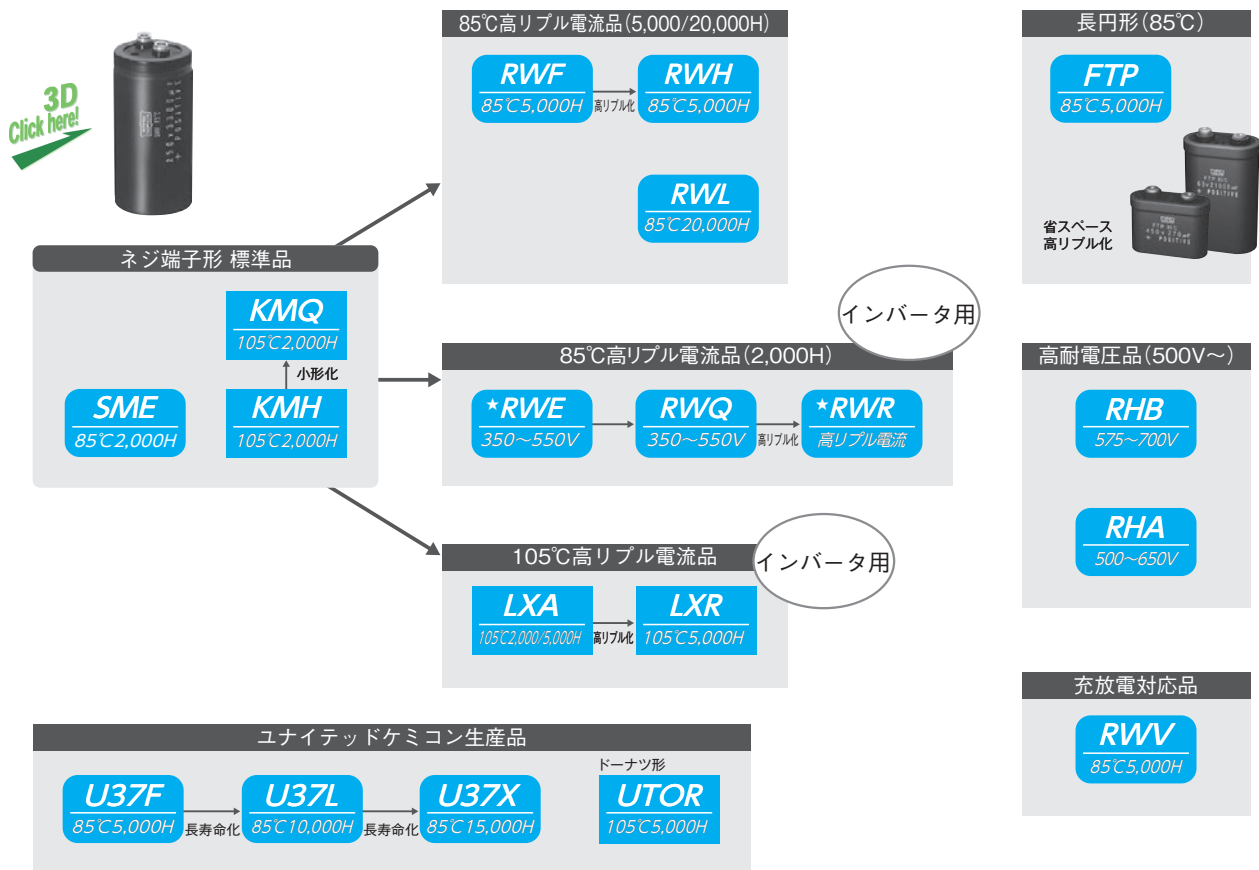 3D
Click here!
ネジ端子形 標準品
KMQ
105℃2,000H
小形化
SME
85℃2,000H
KMH
105℃2,000H
85℃高リプル電流品(5,000/20,000H)
RWF
85℃5,000H
高リプル化
RWH
85℃5,000H
RWL
85℃20,000H
インバータ用
85℃高リプル電流品(2,000H)
★RWE
350〜550V
RWQ
350〜550V
高リプル化
★RWR
高リプル電流
インバータ用
105℃高リプル電流品
LXA
105℃2,000/5,000H
高リプル化
LXR
105℃5,000H
長円形(85℃)
FTP
85℃5,000H
省スペース
高リプル化
高耐電圧品(500V〜)
RHB
575〜700V
RHA
500〜650V
充放電対応品
RWV
85℃5,000H
ユナイテッドケミコン生産品
U37F
85℃5,000H
長寿命化
U37L
85℃10,000H
長寿命化
U37X
85℃15,000H
ドーナツ形
UTOR
105℃5,000H